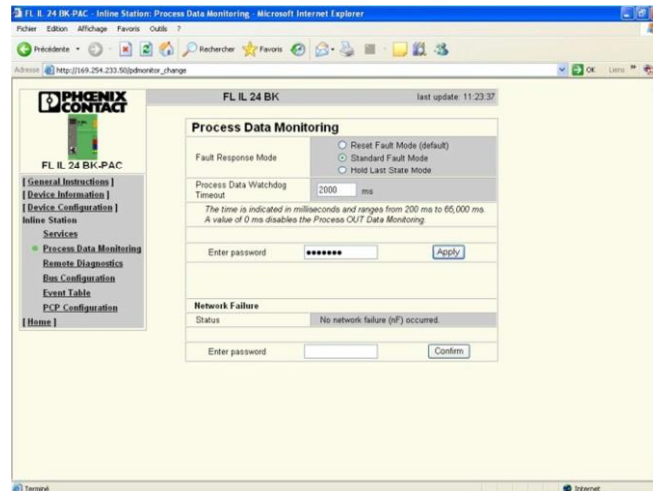 FL IL 24 BK-PAC - Inline Station: Process Data Monitoring - Microsoft Internet Explorer
Fichier Edition Affichage Favoris Outils ?
Précédente Rechercher Favoris
Adresse http://169.254.233.50/pdmonitor_change OK Liens »
PHŒNIX CONTACT
FL IL 24 BK last update: 11:23:37
FL IL 24 BK-PAC
[ General Instructions ]
[ Device Information ]
[ Device Configuration ]
Inline Station
Services
Process Data Monitoring
Remote Diagnostics
Bus Configuration
Event Table
PCP Configuration
[ Home ]
Process Data Monitoring
Fault Response Mode
Reset Fault Mode (default)
Standard Fault Mode
Hold Last State Mode
Process Data Watchdog Timeout 2000 ms
The time is indicated in milliseconds and ranges from 200 ms to 65,000 ms.
A value of 0 ms disables the Process OUT Data Monitoring.
Enter password ●●●●●●● Apply
Network Failure
Status No network failure (nF) occurred.
Enter password Confirm
Terminé Internet